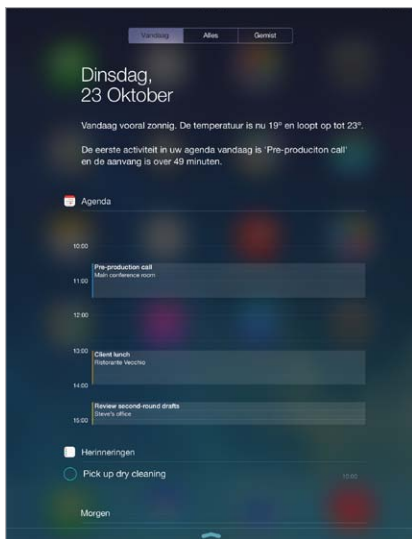 Vandaag Alles Gemist
Dinsdag,
23 Oktober
Vandaag vooral zonnig. De temperatuur is nu 19° en loopt op tot 23°.
De eerste activiteit in uw agenda vandaag is 'Pre-produciton call'
en de aanvang is over 49 minuten.
Agenda
10:00
Pre-production call
Main conference room
11:00
12:00
13:00
Client lunch
Ristorante Vecchio
14:00
Review second-round drafts
Steve's office
15:00
Herinneringen
Pick up dry cleaning
Morgen